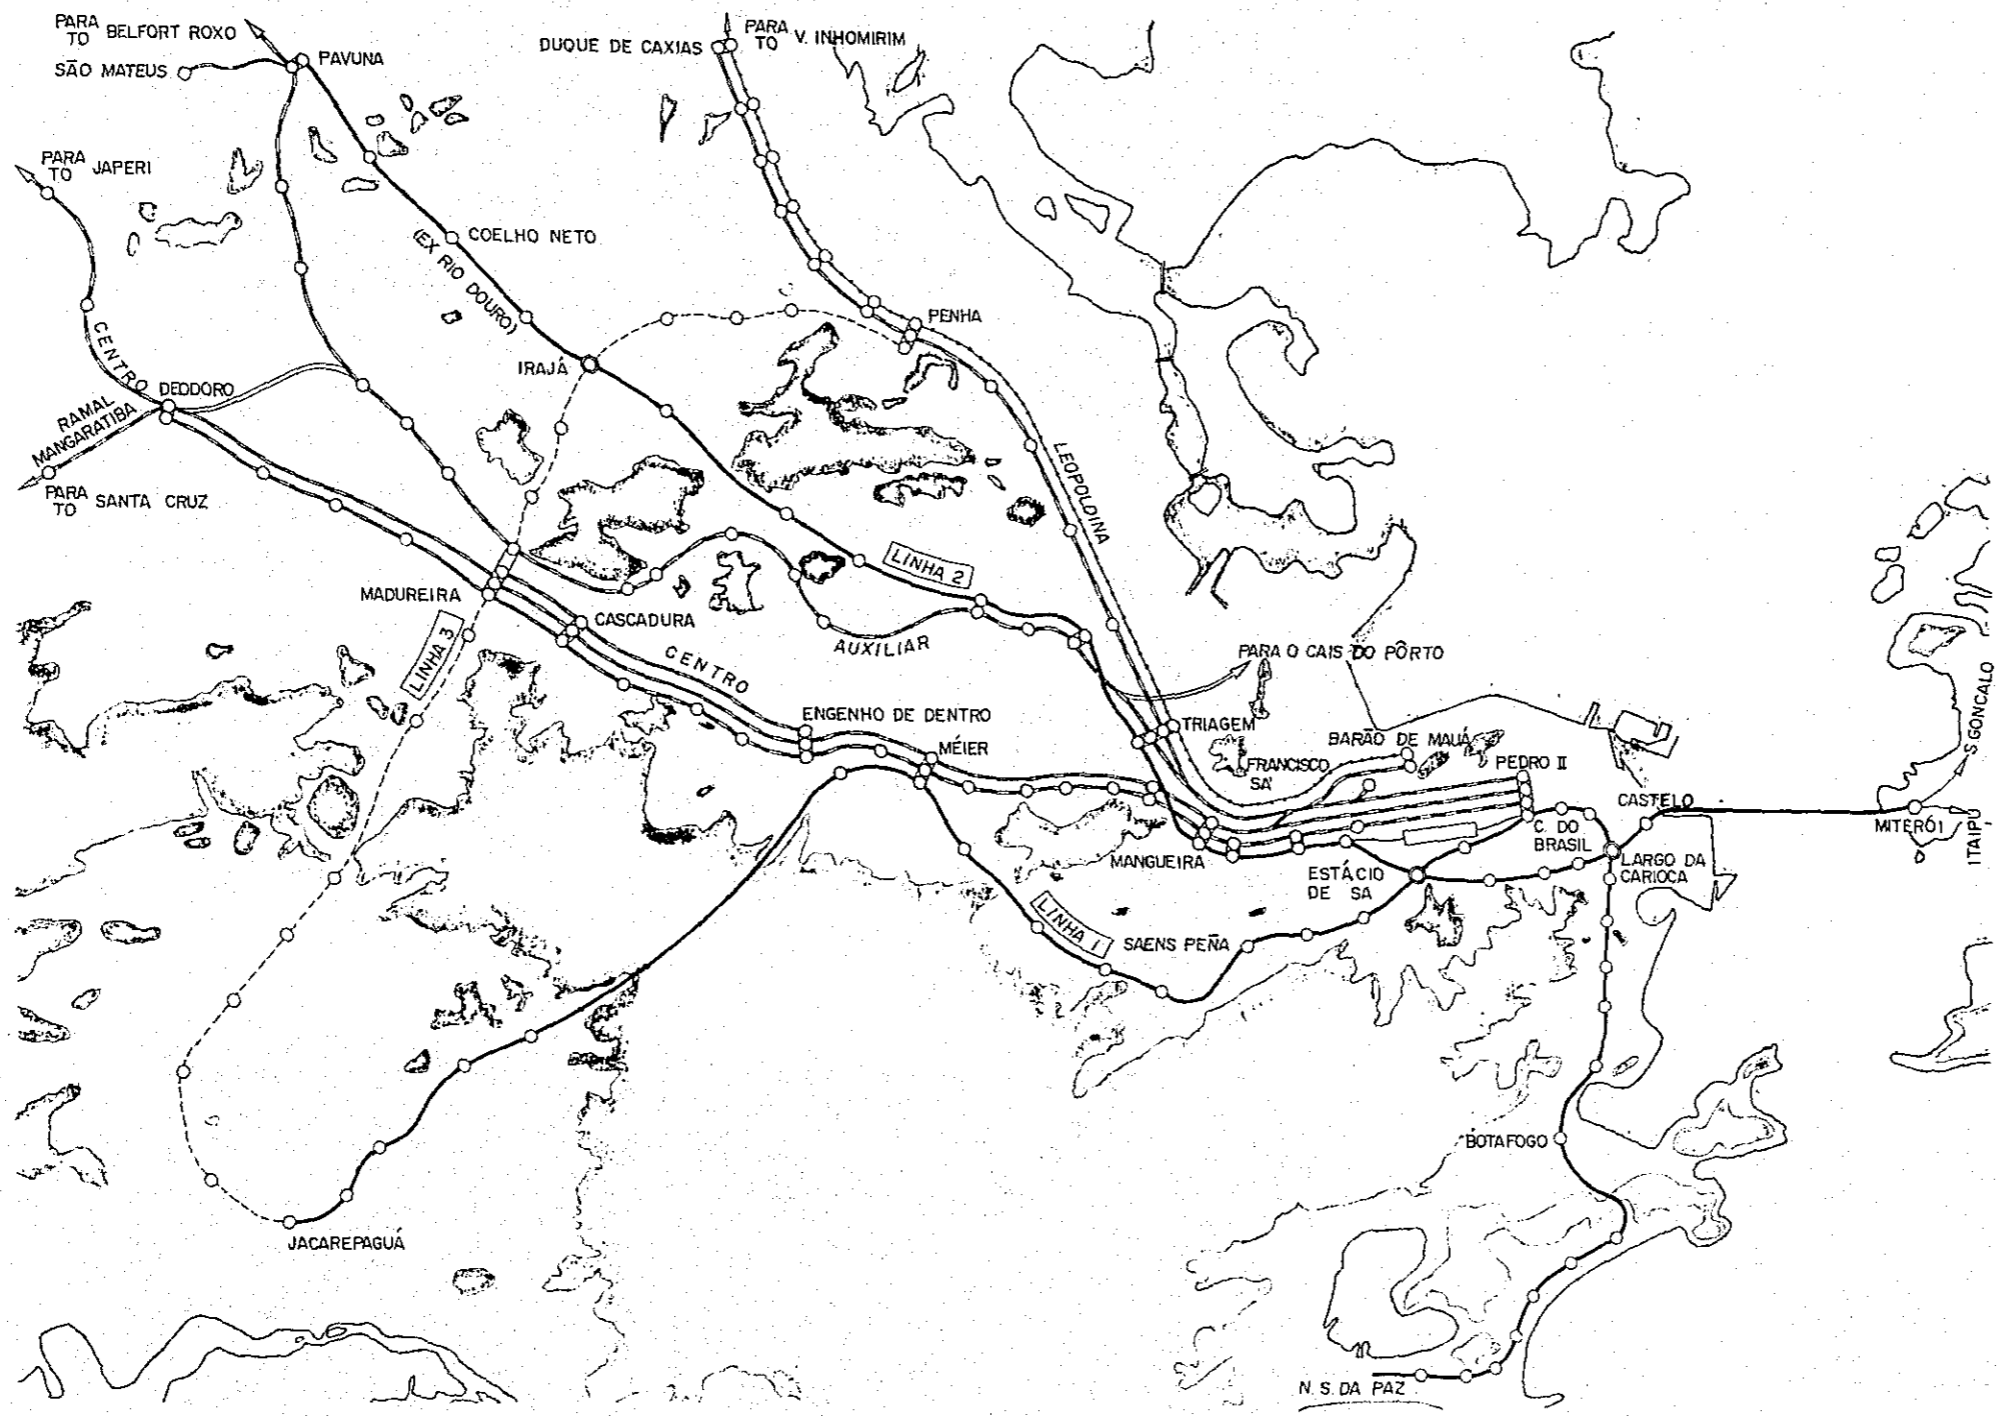 PARA
TO BELFORT ROXO
SÃO MATEUS
PAVUNA
DUQUE DE CAXIAS
PARA
TO V. INHOMIRIM
PARA
TO JAPERI
COELHO NETO
(EX RIO DOURO)
PENHA
IRAJÁ
CENTRO
DEODORO
RAMAL
MANGARATIBA
PARA
TO SANTA CRUZ
LEOPOLDINA
LINHA 2
MADUREIRA
CASCADURA
AUXILIAR
CENTRO
LINHA 3
PARA O CAIS DO PÔRTO
S GONCALO
ENGENHO DE DENTRO
MÉIER
TRIAGEM
BARÃO DE MAUÁ
FRANCISCO
SÁ
PEDRO II
CASTELO
MITERÓI
ITAIPU
C. DO
BRASIL
MANGUEIRA
ESTÁCIO
DE SA
LARGO DA
CARIOCA
LINHA 1
SAENS PEÑA
BOTAFOGO
JACAREPAGUÁ
N. S. DA PAZ